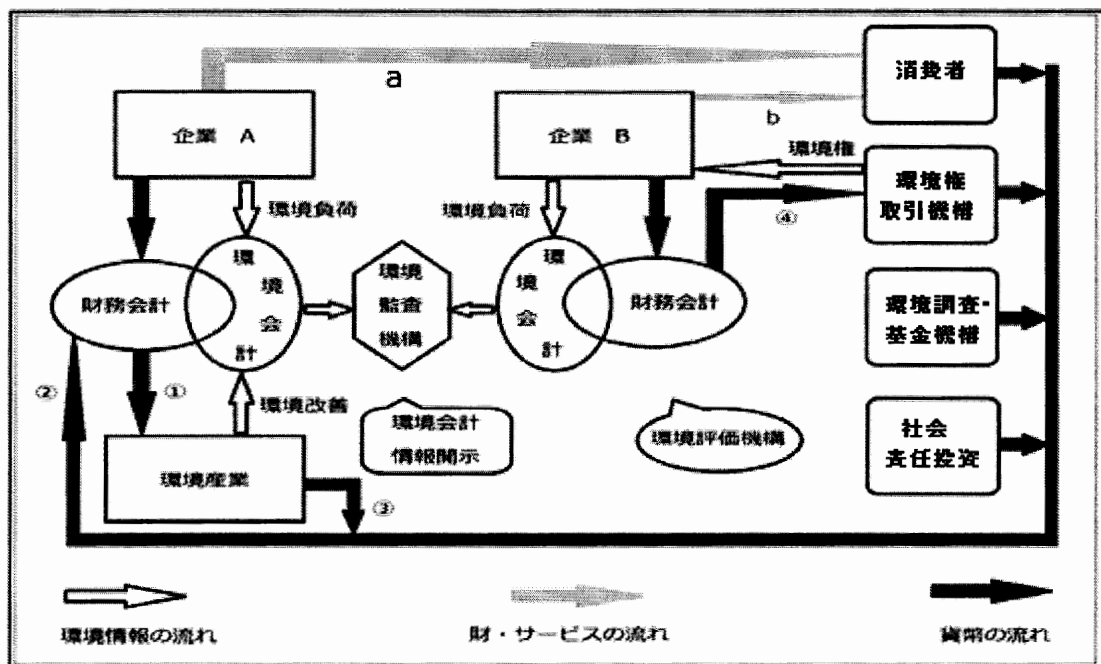 a
消費者
企業 A
企業 B
b
環境権
環境権
取引機構
④
環境負荷
環境負荷
環境会計
環境
監査
機構
環境会計
財務会計
財務会計
環境調査・
基金機構
②
①
環境改善
環境会計
情報開示
環境評価機構
社会
責任投資
環境産業
③
環境情報の流れ
財・サービスの流れ
貨幣の流れ